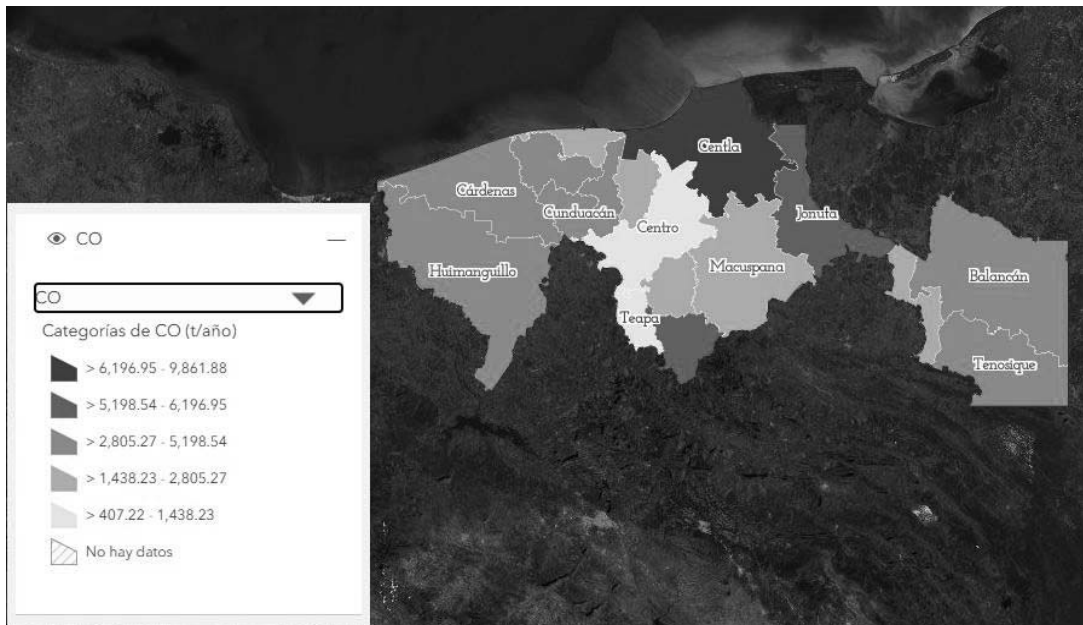 CO
CO
Categorías de CO (t/año)
> 6,196.95 - 9,861.88
> 5,198.54 - 6,196.95
> 2,805.27 - 5,198.54
> 1,438.23 - 2,805.27
> 407.22 - 1,438.23
No hay datos
Centla
Cárdenas
Cunduacán
Jonuta
Centro
Huimanguillo
Macuspana
Balancán
Teapa
Tenosique